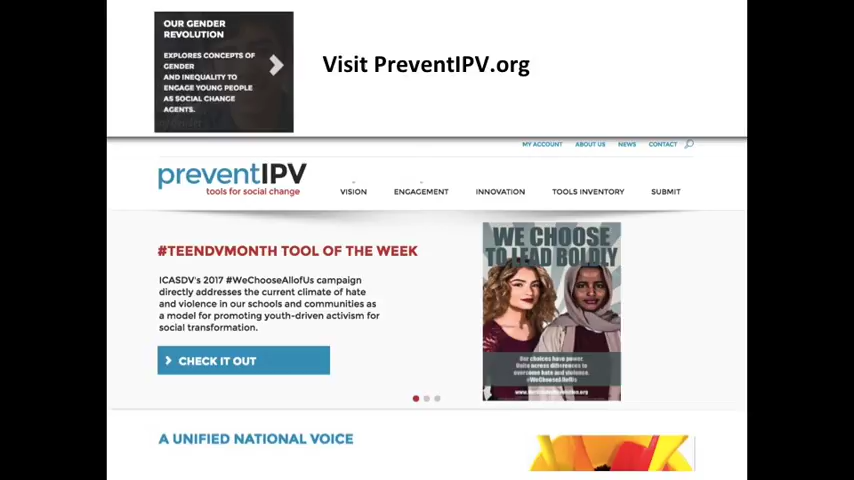 OUR GENDER
REVOLUTION
EXPLORES CONCEPTS OF
GENDER
AND INEQUALITY TO
ENGAGE YOUNG PEOPLE
AS SOCIAL CHANGE
AGENTS.
Visit PreventIPV.org
MY ACCOUNT ABOUT US NEWS CONTACT
preventIPV
tools for social change
VISION ENGAGEMENT INNOVATION TOOLS INVENTORY SUBMIT
#TEENDVMONTH TOOL OF THE WEEK
ICASDV's 2017 #WeChooseAllofUs campaign
directly addresses the current climate of hate
and violence in our schools and communities as
a model for promoting youth-driven activism for
social transformation.
CHECK IT OUT
WE CHOOSE
TO LEAD BOLDLY
Our choices have power.
Unite across differences to
overcome hate and violence.
#WeChooseAllofUs
A UNIFIED NATIONAL VOICE